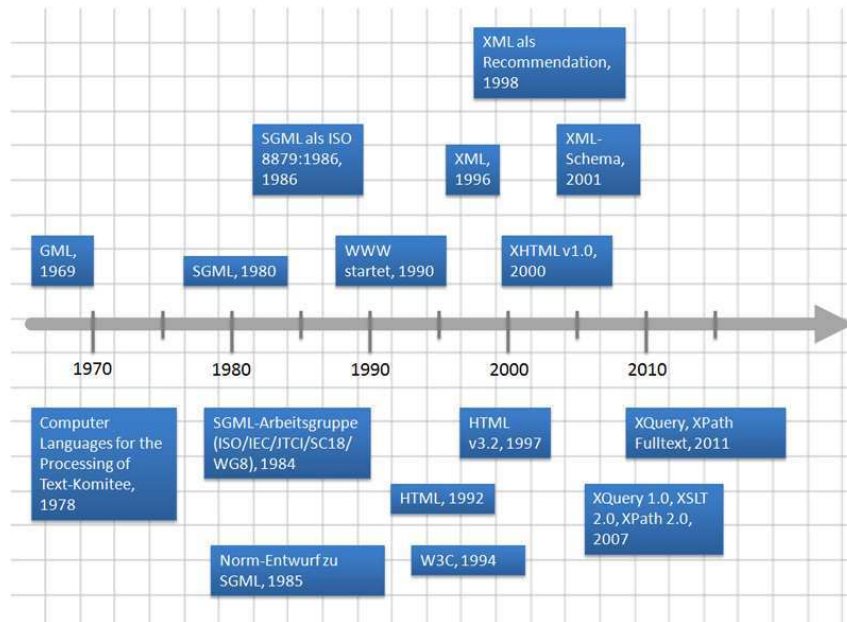 XML als
Recommendation,
1998
SGML als ISO
8879:1986,
1986
XML,
1996
XML-
Schema,
2001
GML,
1969
SGML, 1980
WWW
startet, 1990
XHTML v1.0,
2000
1970
1980
1990
2000
2010
Computer
Languages for the
Processing of
Text-Komitee,
1978
SGML-Arbeitsgruppe
(ISO/IEC/JTCI/SC18/
WG8), 1984
HTML
v3.2, 1997
XQuery, XPath
Fulltext, 2011
HTML, 1992
XQuery 1.0, XSLT
2.0, XPath 2.0,
2007
Norm-Entwurf zu
SGML, 1985
W3C, 1994